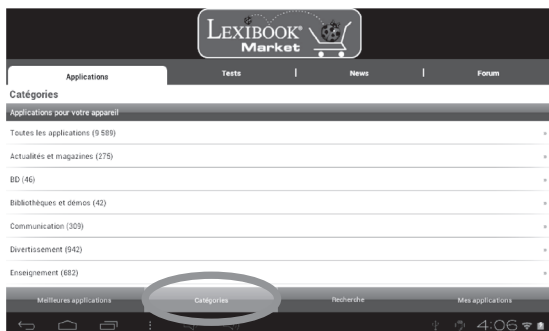 LEXIBOOK®
Market
Applications Tests | News | Forum
Catégories
Applications pour votre appareil
Toutes les applications (9 589)
Actualités et magazines (275)
BD (46)
Bibliothèques et démos (42)
Communication (309)
Divertissement (942)
Enseignement (682)
Meilleures applications Catégories Recherche Mes applications
4:06